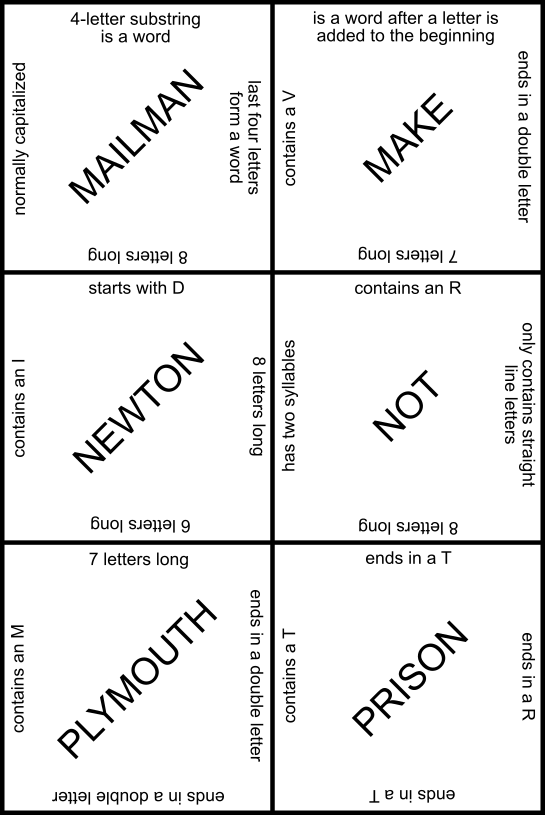 4-letter substring
is a word
normally capitalized
MAILMAN
last four letters
form a word
8 letters long
is a word after a letter is
added to the beginning
contains a V
MAKE
ends in a double letter
7 letters long
starts with D
contains an I
NEWTON
8 letters long
6 letters long
contains an R
has two syllables
NOT
only contains straight
line letters
8 letters long
7 letters long
contains an M
PLYMOUTH
ends in a double letter
ends in a double letter
ends in a T
contains a T
PRISON
ends in a R
ends in a T